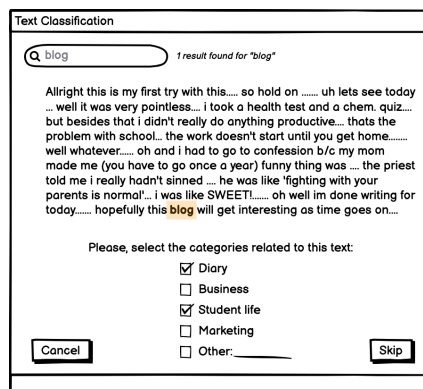 Text Classification
blog
1 result found for "blog"
Allright this is my first try with this..... so hold on ....... uh lets see today
... well it was very pointless.... i took a health test and a chem. quiz....
but besides that i didn't really do anything productive.... thats the
problem with school... the work doesn't start until you get home........
well whatever...... oh and i had to go to confession b/c my mom
made me (you have to go once a year) funny thing was .... the priest
told me i really hadn't sinned .... he was like 'fighting with your
parents is normal'... i was like SWEET!....... oh well im done writing for
today....... hopefully this blog will get interesting as time goes on....
Please, select the categories related to this text:
Diary
Business
Student life
Marketing
Cancel
Other:
Skip